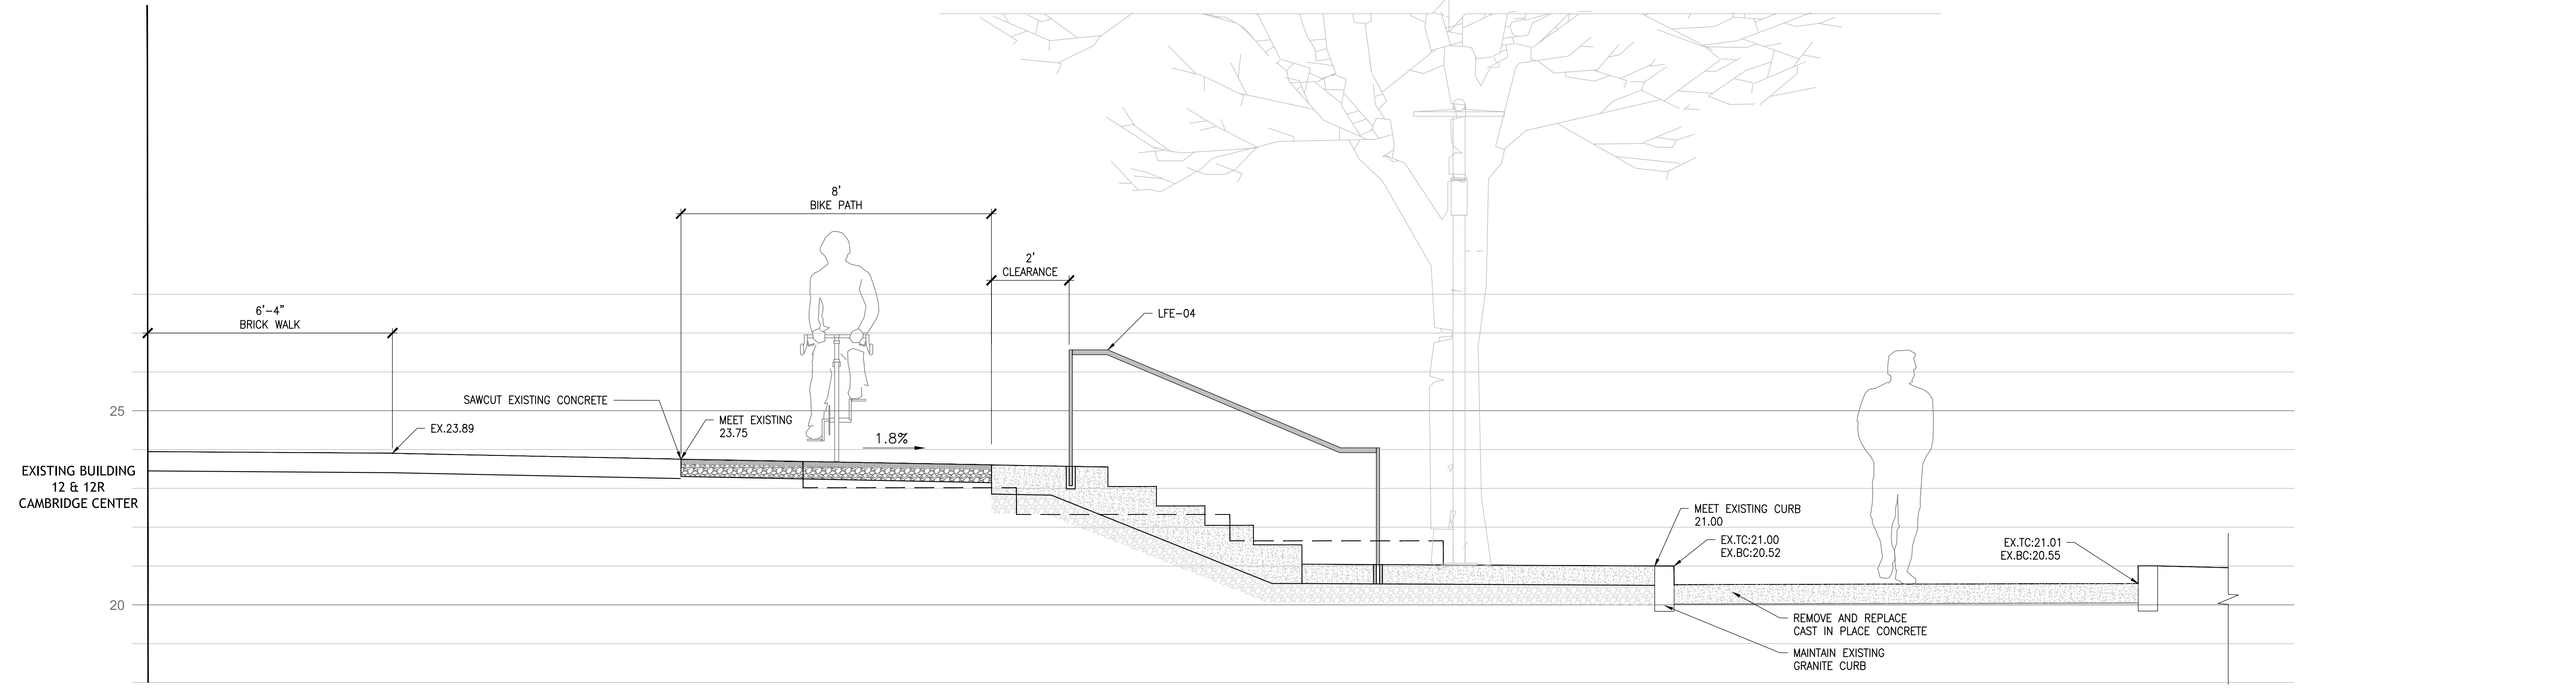 8'
BIKE PATH
2'
CLEARANCE
6'-4"
BRICK WALK
LFE-04
SAWCUT EXISTING CONCRETE
MEET EXISTING
23.75
25
EX.23.89
1.8%
EXISTING BUILDING
12 & 12R
CAMBRIDGE CENTER
MEET EXISTING CURB
21.00
EX.TC:21.00
EX.BC:20.52
EX.TC:21.01
EX.BC:20.55
20
REMOVE AND REPLACE
CAST IN PLACE CONCRETE
MAINTAIN EXISTING
GRANITE CURB